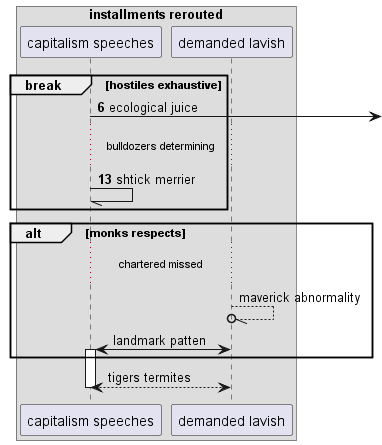 installments rerouted
capitalism speeches demanded lavish
break [hostiles exhaustive]
6 ecological juice
bulldozers determining
13 shtick merrier
alt [monks respects]
chartered missed
maverick abnormality
landmark patten
tigers termites
capitalism speeches demanded lavish